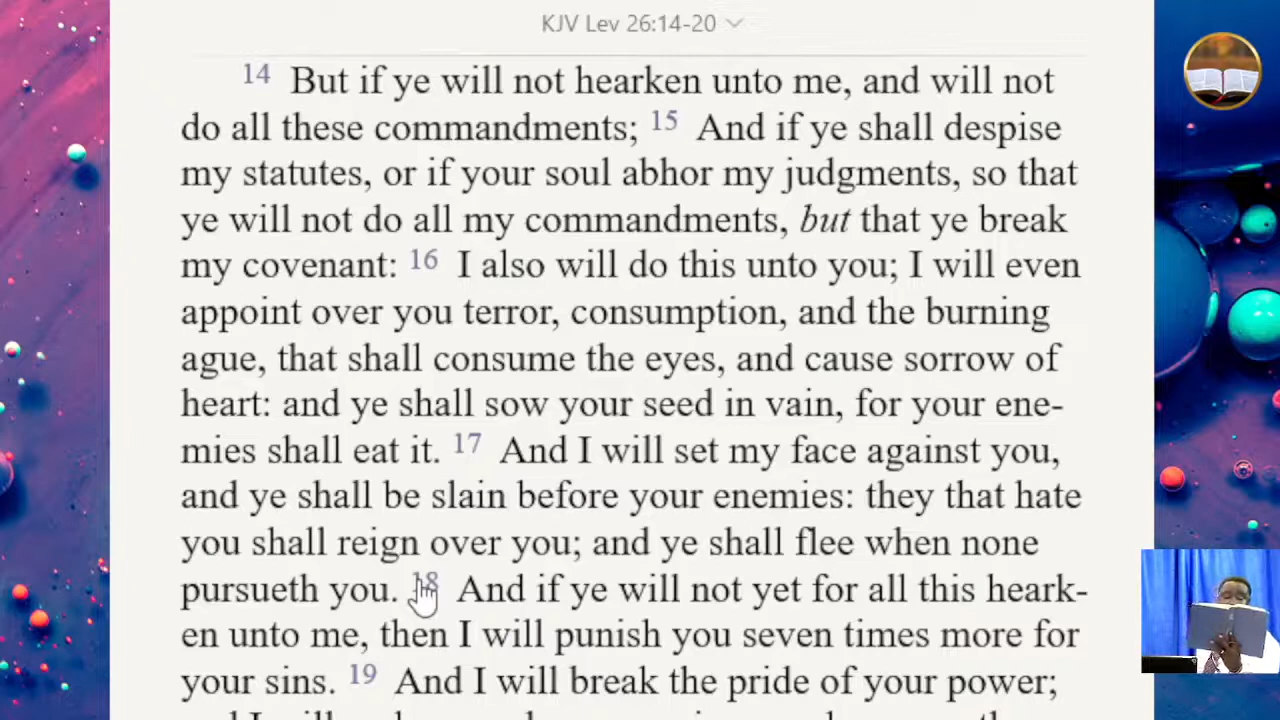 KJV Lev 26:14-20
14 But if ye will not hearken unto me, and will not
do all these commandments; 15 And if ye shall despise
my statutes, or if your soul abhor my judgments, so that
ye will not do all my commandments, but that ye break
my covenant: 16 I also will do this unto you; I will even
appoint over you terror, consumption, and the burning
ague, that shall consume the eyes, and cause sorrow of
heart: and ye shall sow your seed in vain, for your ene-
mies shall eat it. 17 And I will set my face against you,
and ye shall be slain before your enemies: they that hate
you shall reign over you; and ye shall flee when none
pursueth you. 18 And if ye will not yet for all this heark-
en unto me, then I will punish you seven times more for
your sins. 19 And I will break the pride of your power;